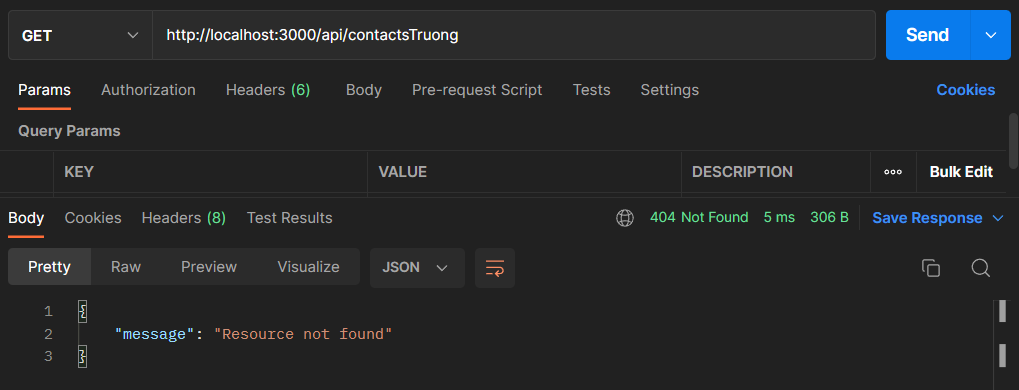 GET http://localhost:3000/api/contactsTruong Send
Params Authorization Headers (6) Body Pre-request Script Tests Settings Cookies
Query Params
KEY VALUE DESCRIPTION ooo Bulk Edit
Body Cookies Headers (8) Test Results 404 Not Found 5 ms 306 B Save Response
Pretty Raw Preview Visualize JSON
1 {
2 "message": "Resource not found"
3 }